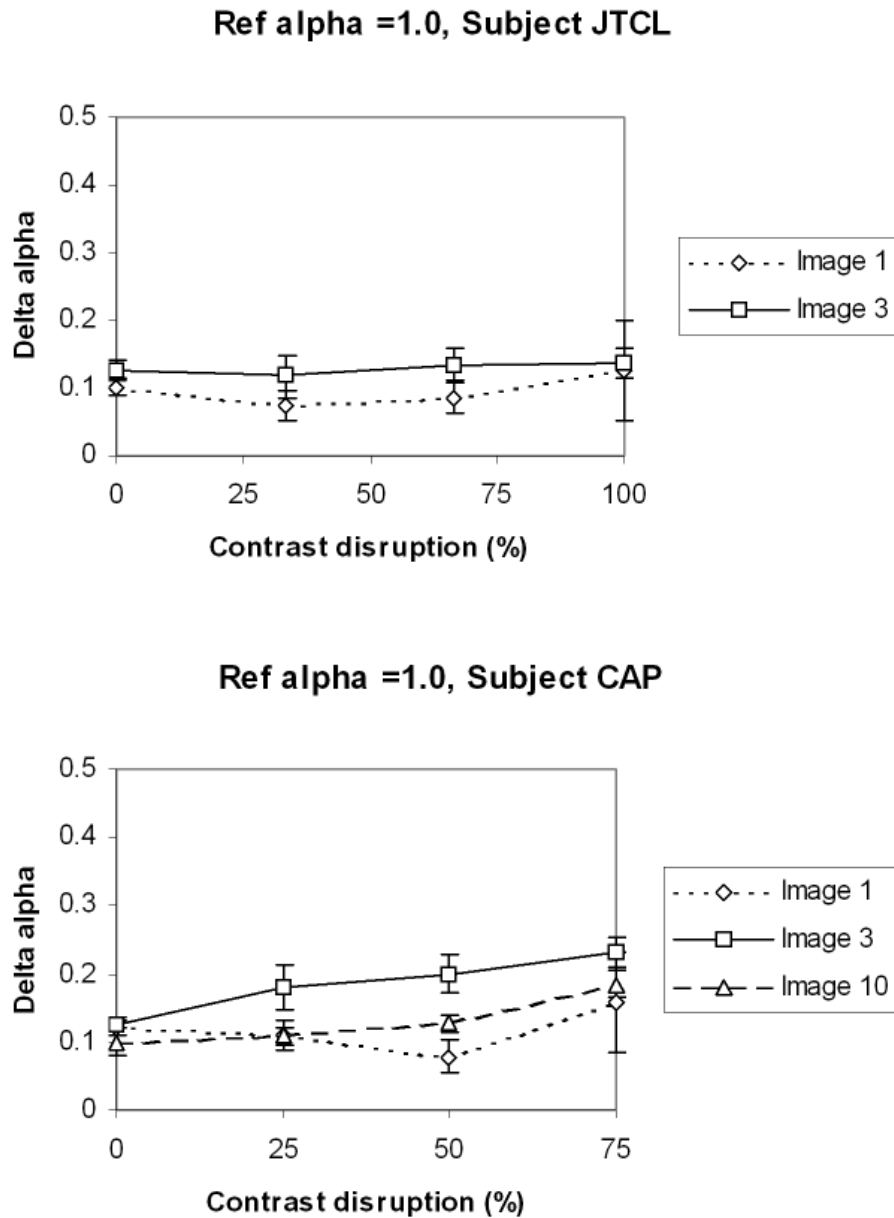 Ref alpha =1.0, Subject JTCL
0.5
0.4
0.3
0.2
0.1
0
Delta alpha
0 25 50 75 100
Contrast disruption (%)
Image 1
Image 3
Ref alpha =1.0, Subject CAP
0.5
0.4
0.3
0.2
0.1
0
Delta alpha
0 25 50 75
Contrast disruption (%)
Image 1
Image 3
Image 10